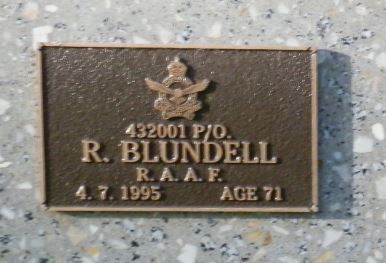 432001 P/O.
R. BLUNDELL
R. A. A. F.
4. 7. 1995 AGE 71